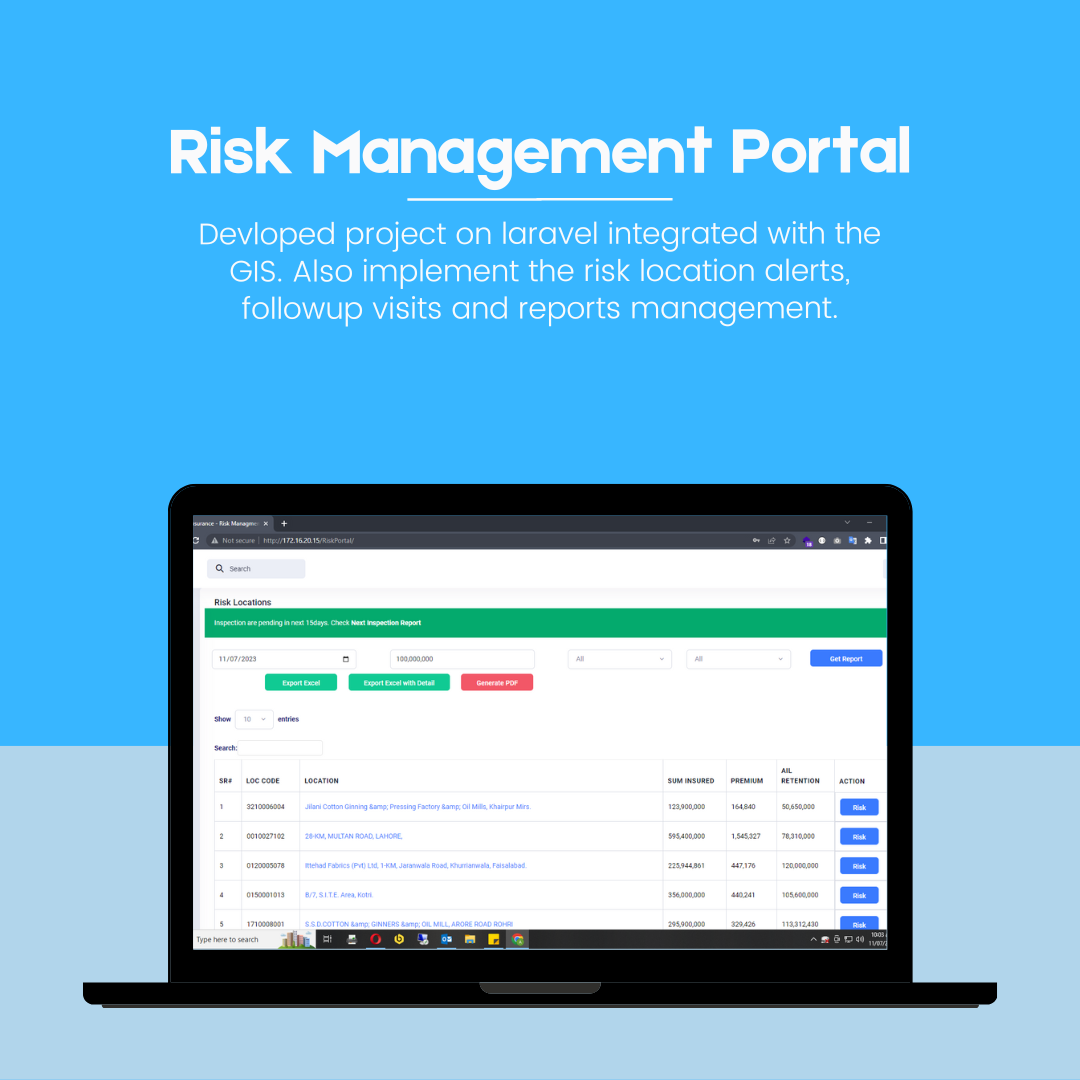 Risk Management Portal
Devloped project on laravel integrated with the
GIS. Also implement the risk location alerts,
followup visits and reports management.
surance - Risk Managmen
Not secure http://172.16.20.15/RiskPortal/
18
Search
Risk Locations
Inspection are pending in next 15days. Check Next Inspection Report
11/07/2023 100,000,000 All All Get Report
Export Excel Export Excel with Detail Generate PDF
Show 10 entries
Search:
SR# LOC CODE LOCATION SUM INSURED PREMIUM AIL RETENTION ACTION
1 3210006004 Jilani Cotton Ginning &amp; Pressing Factory &amp; Oil Mills, Khairpur Mirs. 123,900,000 164,840 50,650,000 Risk
2 0010027102 28-KM, MULTAN ROAD, LAHORE, 595,400,000 1,545,327 78,310,000 Risk
3 0120005078 Ittehad Fabrics (Pvt) Ltd, 1-KM, Jaranwala Road, Khurrianwala, Faisalabad. 225,944,861 447,176 120,000,000 Risk
4 0150001013 B/7, S.I.T.E. Area, Kotri. 356,000,000 440,241 105,600,000 Risk
5 1710008001 S.S.D.COTTON &amp; GINNERS &amp; OIL MILL, ARORE ROAD ROHRI 295,900,000 329,426 113,312,430 Risk
Type here to search
10:03
11/07/2